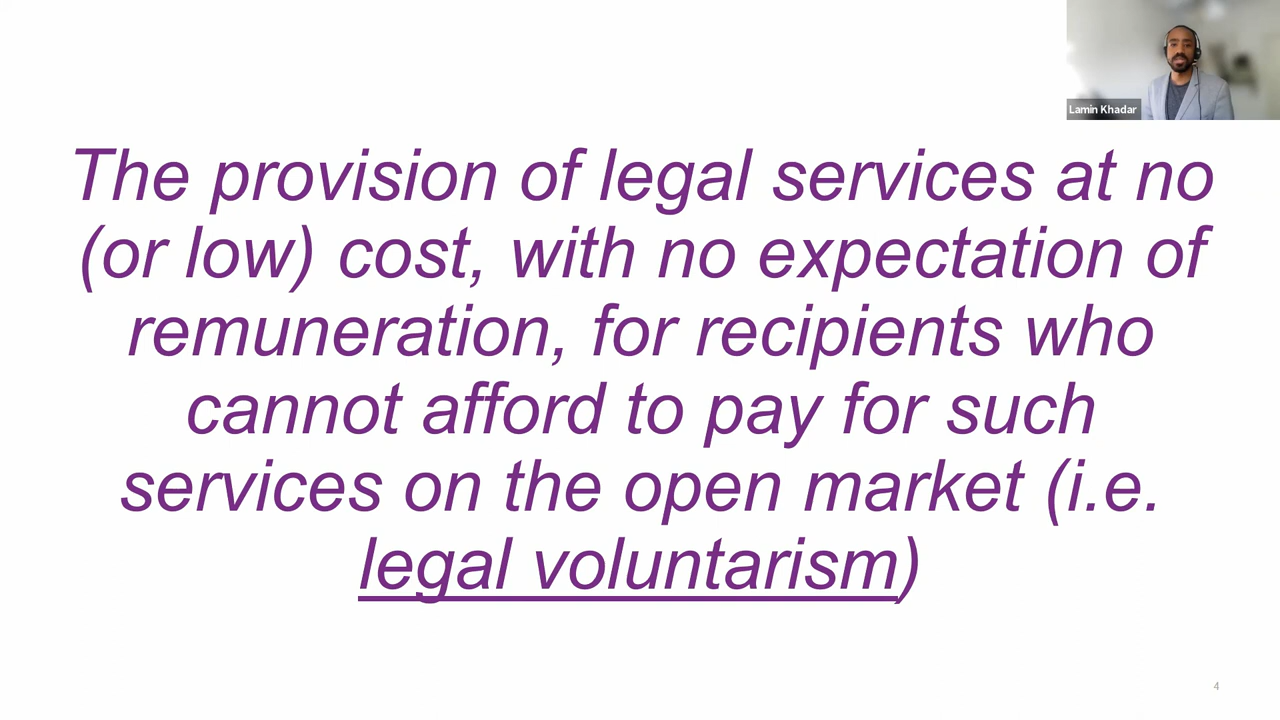 Lamin Khadar
The provision of legal services at no
(or low) cost, with no expectation of
remuneration, for recipients who
cannot afford to pay for such
services on the open market (i.e.
legal voluntarism)
4